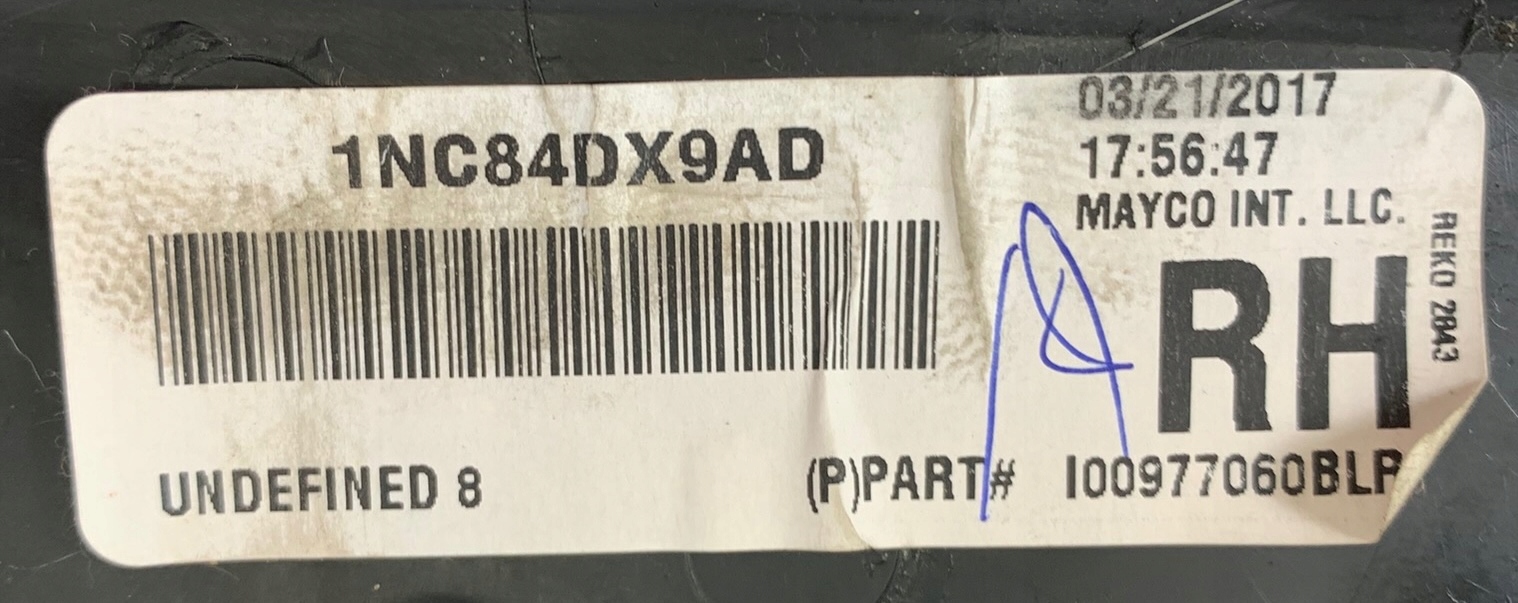 1NC84DX9AD
03/21/2017
17:56:47
MAYCO INT. LLC.
RH
REKO 2843
UNDEFINED 8
(P)PART# I00977060BLP